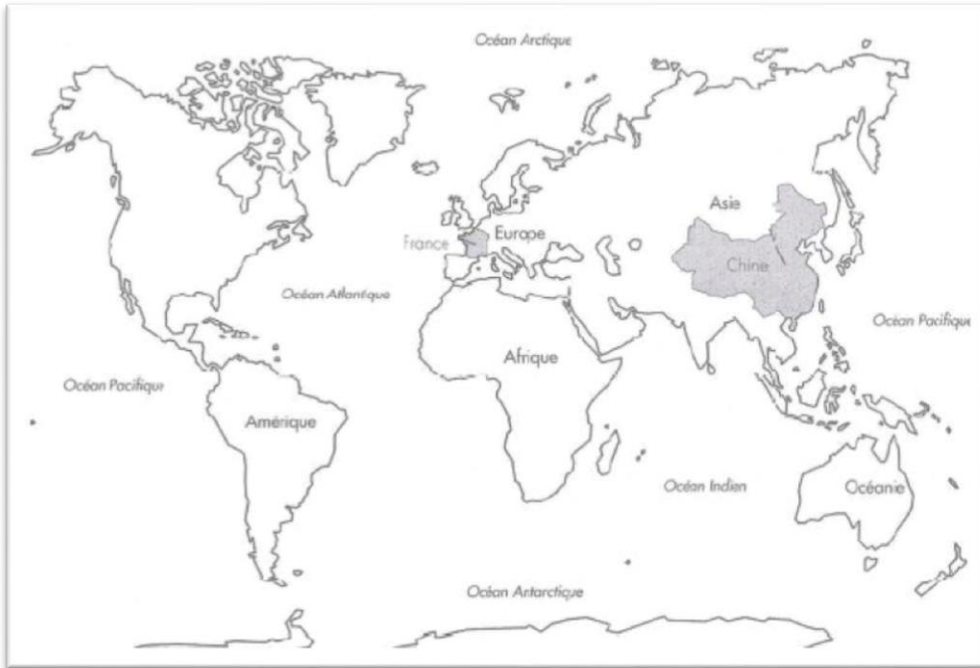 Océan Arctique
Asie
France
Europe
Chine
Océan Atlantique
Océan Pacifique
Afrique
Océan Pacifique
Amérique
Océan Indien
Océanie
Océan Antarctique